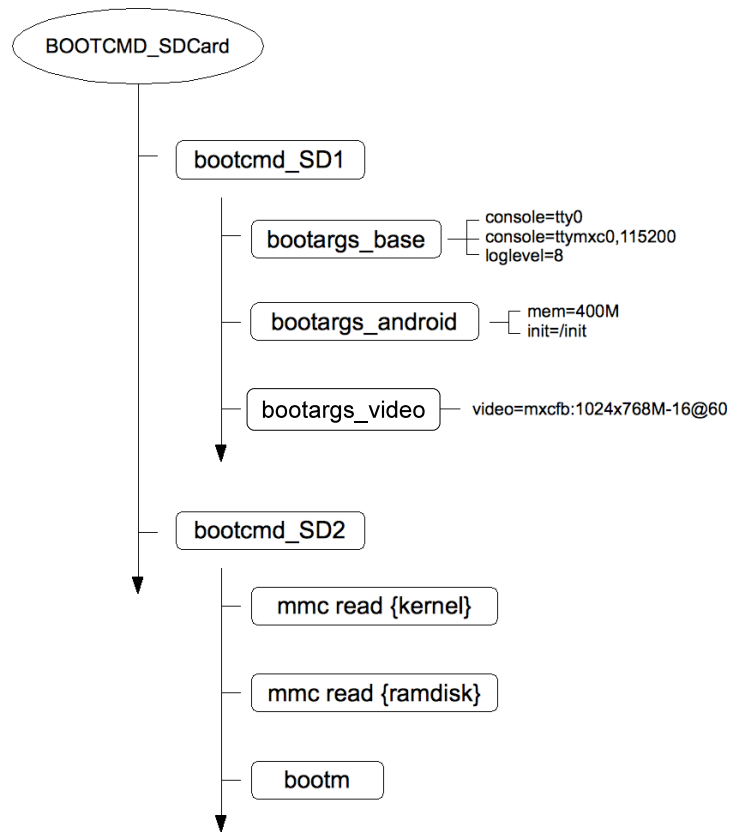 BOOTCMD_SDCard
bootcmd_SD1
bootargs_base
console=tty0
console=ttymxc0,115200
loglevel=8
bootargs_android
mem=400M
init=/init
bootargs_video
video=mxcfb:1024x768M-16@60
bootcmd_SD2
mmc read {kernel}
mmc read {ramdisk}
bootm